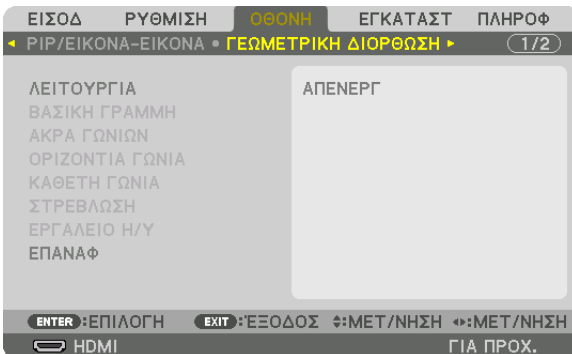 ΕΙΣΟΔ ΡΥΘΜΙΣΗ ΟΘΟΝΗ ΕΓΚΑΤΑΣΤ ΠΛΗΡΟΦ
◂ PIP/ΕΙΚΟΝΑ-ΕΙΚΟΝΑ • ΓΕΩΜΕΤΡΙΚΗ ΔΙΟΡΘΩΣΗ ▸ 1/2
ΛΕΙΤΟΥΡΓΙΑ ΑΠΕΝΕΡΓ
ΒΑΣΙΚΗ ΓΡΑΜΜΗ
ΑΚΡΑ ΓΩΝΙΩΝ
ΟΡΙΖΟΝΤΙΑ ΓΩΝΙΑ
ΚΑΘΕΤΗ ΓΩΝΙΑ
ΣΤΡΕΒΛΩΣΗ
ΕΡΓΑΛΕΙΟ Η/Υ
ΕΠΑΝΑΦ
ENTER :ΕΠΙΛΟΓΗ EXIT :ΈΞΟΔΟΣ :ΜΕΤ/ΝΗΣΗ :ΜΕΤ/ΝΗΣΗ
HDMI ΓΙΑ ΠΡΟΧ.